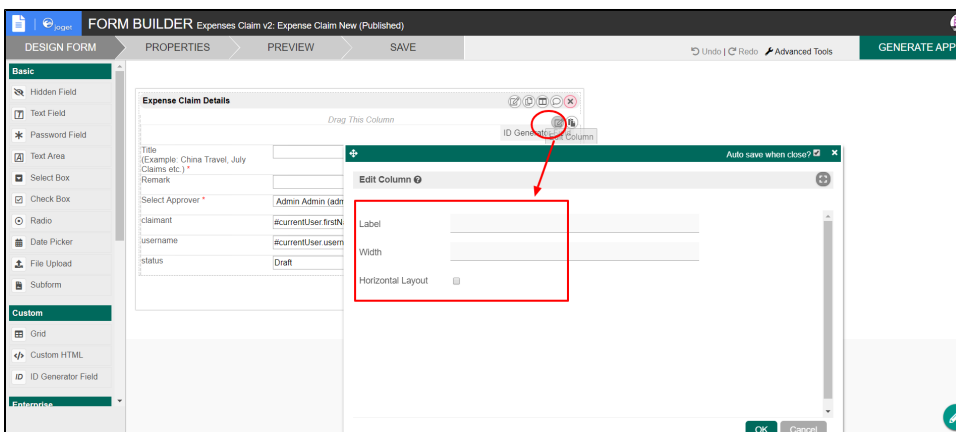 joget FORM BUILDER Expenses Claim v2: Expense Claim New (Published)
DESIGN FORM PROPERTIES PREVIEW SAVE Undo | Redo Advanced Tools GENERATE APP
Basic
Hidden Field
Text Field
Password Field
Text Area
Select Box
Check Box
Radio
Date Picker
File Upload
Subform
Custom
Grid
Custom HTML
ID Generator Field
Enterprise
Expense Claim Details
Drag This Column
ID Generator
Column
Title
(Example: China Travel, July
Claims etc.) *
Remark
Select Approver * Admin Admin (adm
claimant #currentUser.firstN
username #currentUser.usern
status Draft
Auto save when close?
Edit Column
Label
Width
Horizontal Layout
OK Cancel